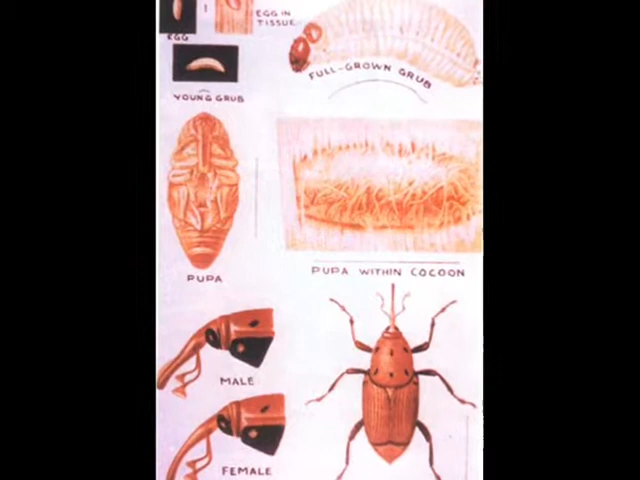 EGG IN
TISSUE
EGG
FULL-GROWN GRUB
YOUNG GRUB
PUPA
PUPA WITHIN COCOON
MALE
FEMALE